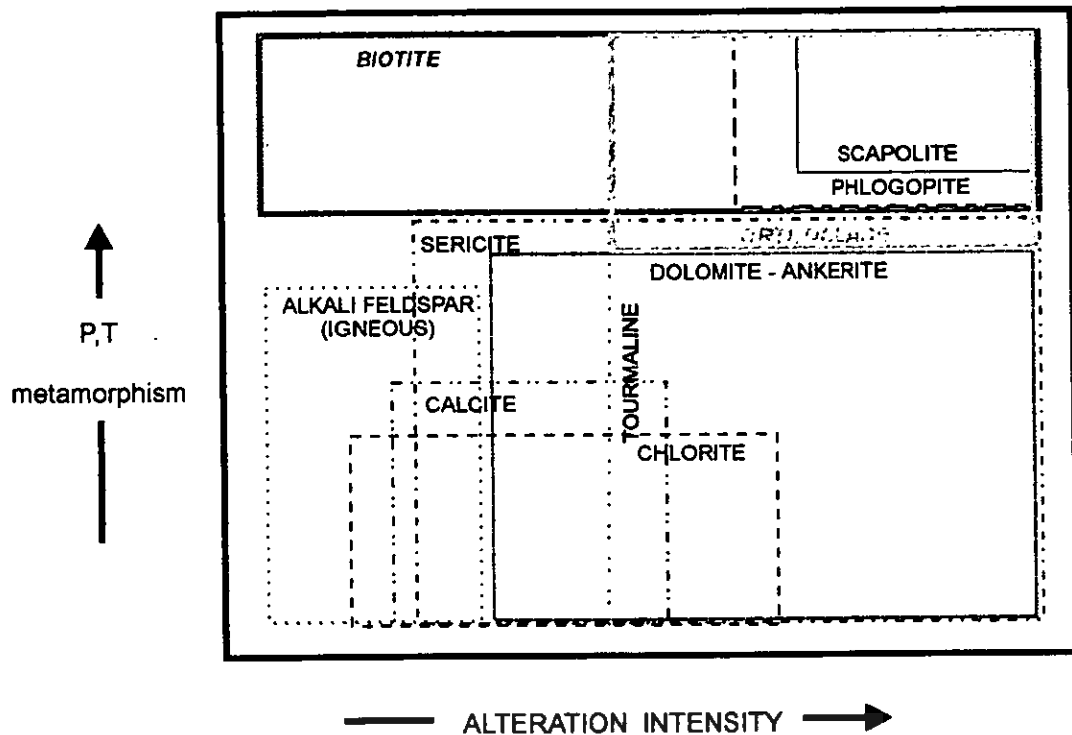 BIOTITE
SCAPOLITE
PHLOGOPITE
SERICITE
DOLOMITE - ANKERITE
ALKALI FELDSPAR
(IGNEOUS)
P,T
metamorphism
TOURMALINE
CALCITE
CHLORITE
ALTERATION INTENSITY